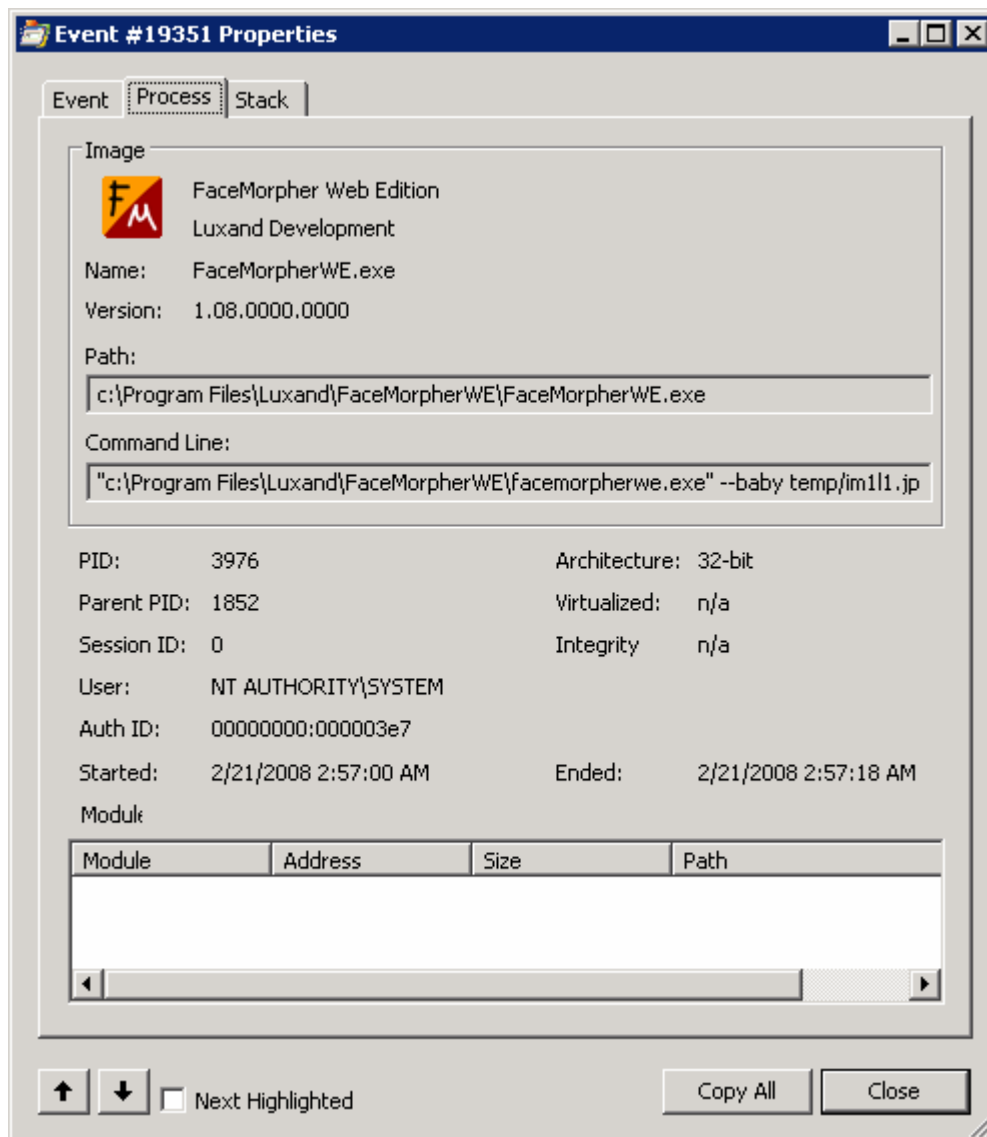 Event #19351 Properties
Event Process Stack
Image
FaceMorpher Web Edition
Luxand Development
Name: FaceMorpherWE.exe
Version: 1.08.0000.0000
Path:
c:\Program Files\Luxand\FaceMorpherWE\FaceMorpherWE.exe
Command Line:
"c:\Program Files\Luxand\FaceMorpherWE\facemorpherwe.exe" --baby temp/im1l1.jp
PID: 3976 Architecture: 32-bit
Parent PID: 1852 Virtualized: n/a
Session ID: 0 Integrity n/a
User: NT AUTHORITY\SYSTEM
Auth ID: 00000000:000003e7
Started: 2/21/2008 2:57:00 AM Ended: 2/21/2008 2:57:18 AM
Module
Module Address Size Path
Next Highlighted Copy All Close